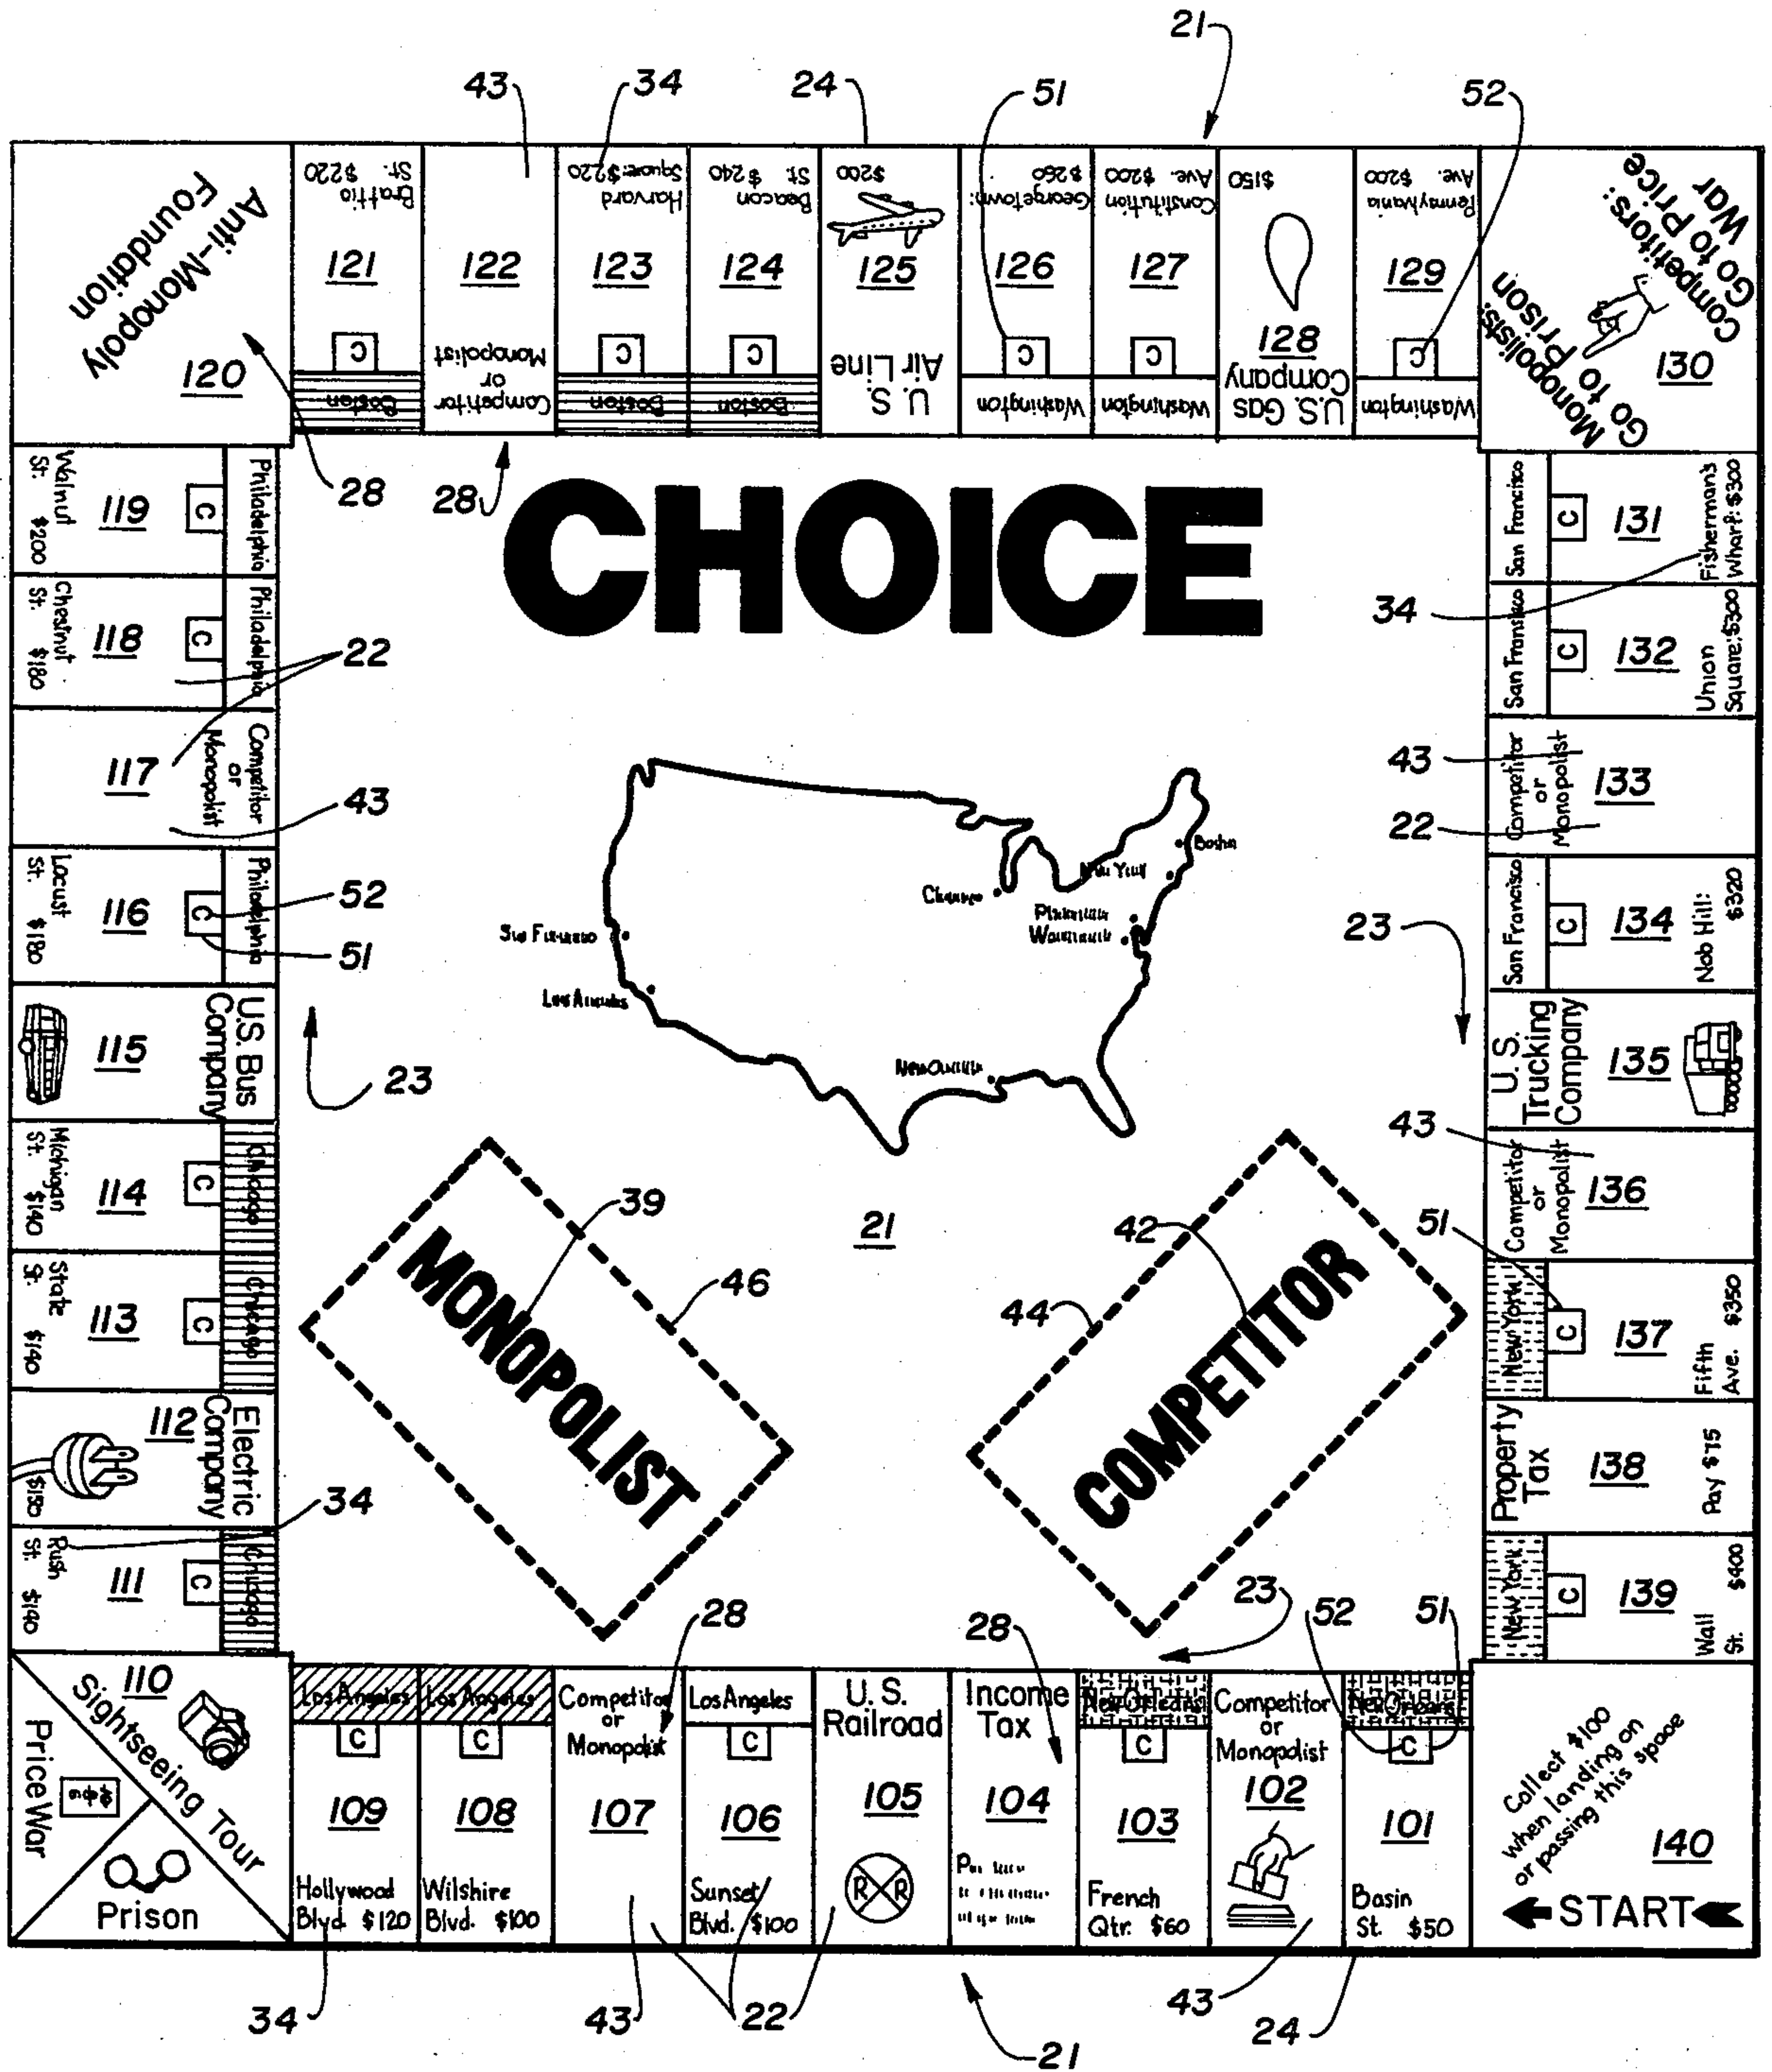 21
43
34
24
51
52
Anti-Monopoly
Foundation
120
Brattio
St. $220
121
C
Boston
122
Competitor
or
Monopolist
Harvard
Square: $220
123
C
Boston
Beacon
St. $240
124
C
Boston
$200
125
U.S.
Air Line
Georgetown:
$260
126
C
Washington
Constitution
Ave. $200
127
C
Washington
$150
128
U.S. Gas
Company
Pennsylvania
Ave. $200
129
C
Washington
Competitors:
Go to Price
War
Monopolists:
Go to
Prison
130
28
28
CHOICE
Walnut
St. $200
119
C
Philadelphia
Chestnut
St. $180
118
C
Philadelphia
22
117
Competitor
or
Monopolist
43
Locust
St. $180
116
C
Philadelphia
52
51
115
U.S. Bus
Company
23
Michigan
St. $140
114
C
Chicago
State
St. $140
113
C
Chicago
112
Electric
Company
$150
34
Rush
St. $140
111
C
Chicago
San Francisco
C
131
Fisherman's
Wharf: $300
34
San Fransisco
C
132
Union
Square: $300
43
22
Competitor
or
Monopolist
133
San Francisco
C
134
Nob Hill:
$320
23
U.S.
Trucking
Company
135
43
Competitor
or
Monopolist
136
51
New York
C
137
Fifth
Ave. $350
Property
Tax
138
Pay $75
New York
C
139
Wall
St. $400
Boston
New York
Los Angeles
21
39
MONOPOLIST
46
42
44
COMPETITOR
23
28
28
52
51
110
Sightseeing Tour
Price War
Prison
Los Angeles
C
109
Hollywood
Blvd $120
Los Angeles
C
108
Wilshire
Blvd. $100
Competitor
or
Monopolist
107
Los Angeles
C
106
Sunset
Blvd. $100
U.S.
Railroad
105
R R
Income
Tax
104
New Orleans
C
103
French
Qtr. $60
Competitor
or
Monopolist
102
New Orleans
C
101
Basin
St. $50
Collect $100
when landing on
or passing this space
140
START
34
43
22
21
43
24